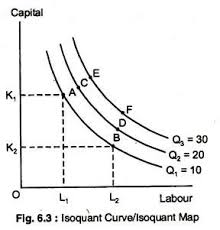 Capital
E
C
K₁
A
F
D
B
K₂
Q₃ = 30
Q₂ = 20
Q₁ = 10
O
L₁
L₂
Labour
Fig. 6.3 : Isoquant Curve/Isoquant Map